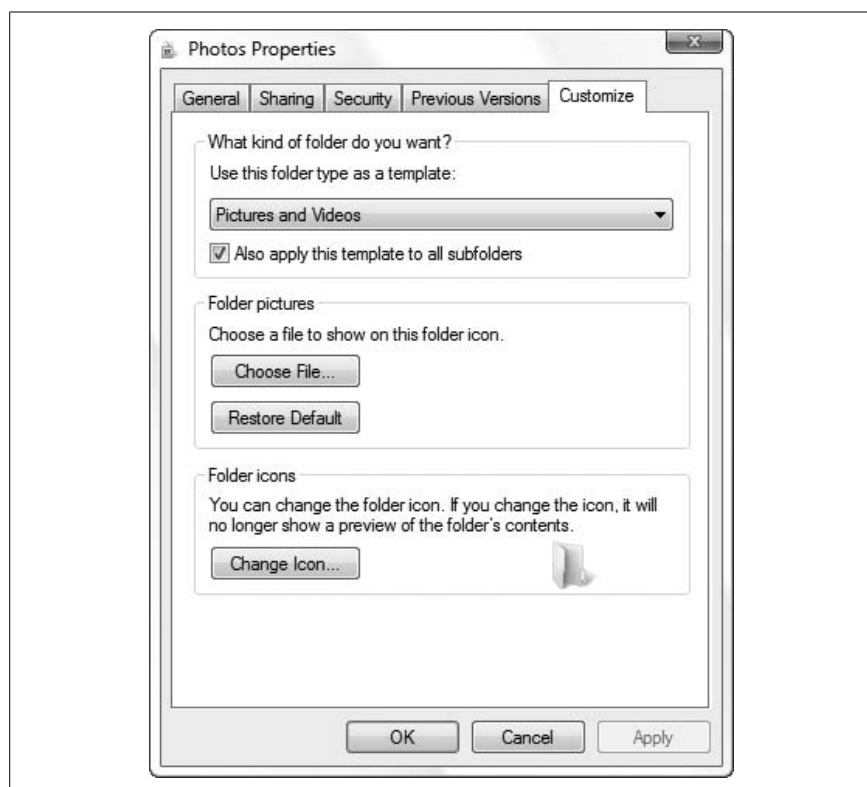 Photos Properties
General Sharing Security Previous Versions Customize
What kind of folder do you want?
Use this folder type as a template:
Pictures and Videos
Also apply this template to all subfolders
Folder pictures
Choose a file to show on this folder icon.
Choose File...
Restore Default
Folder icons
You can change the folder icon. If you change the icon, it will
no longer show a preview of the folder's contents.
Change Icon...
OK Cancel Apply